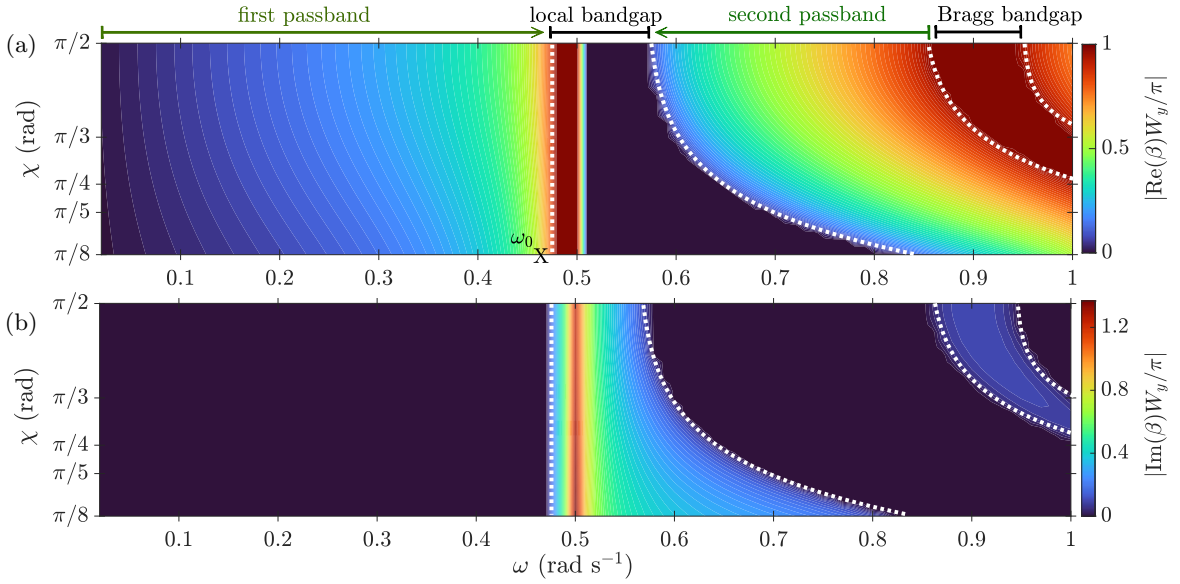 first passband
local bandgap
second passband
Bragg bandgap
(a)
π/2
π/3
π/4
π/5
π/8
χ (rad)
ω₀
X
0.1 0.2 0.3 0.4 0.5 0.6 0.7 0.8 0.9 1
1
0.5
0
|Re(β)W_y/π|
(b)
π/2
π/3
π/4
π/5
π/8
χ (rad)
0.1 0.2 0.3 0.4 0.5 0.6 0.7 0.8 0.9 1
ω (rad s⁻¹)
1.2
0.8
0.4
0
|Im(β)W_y/π|